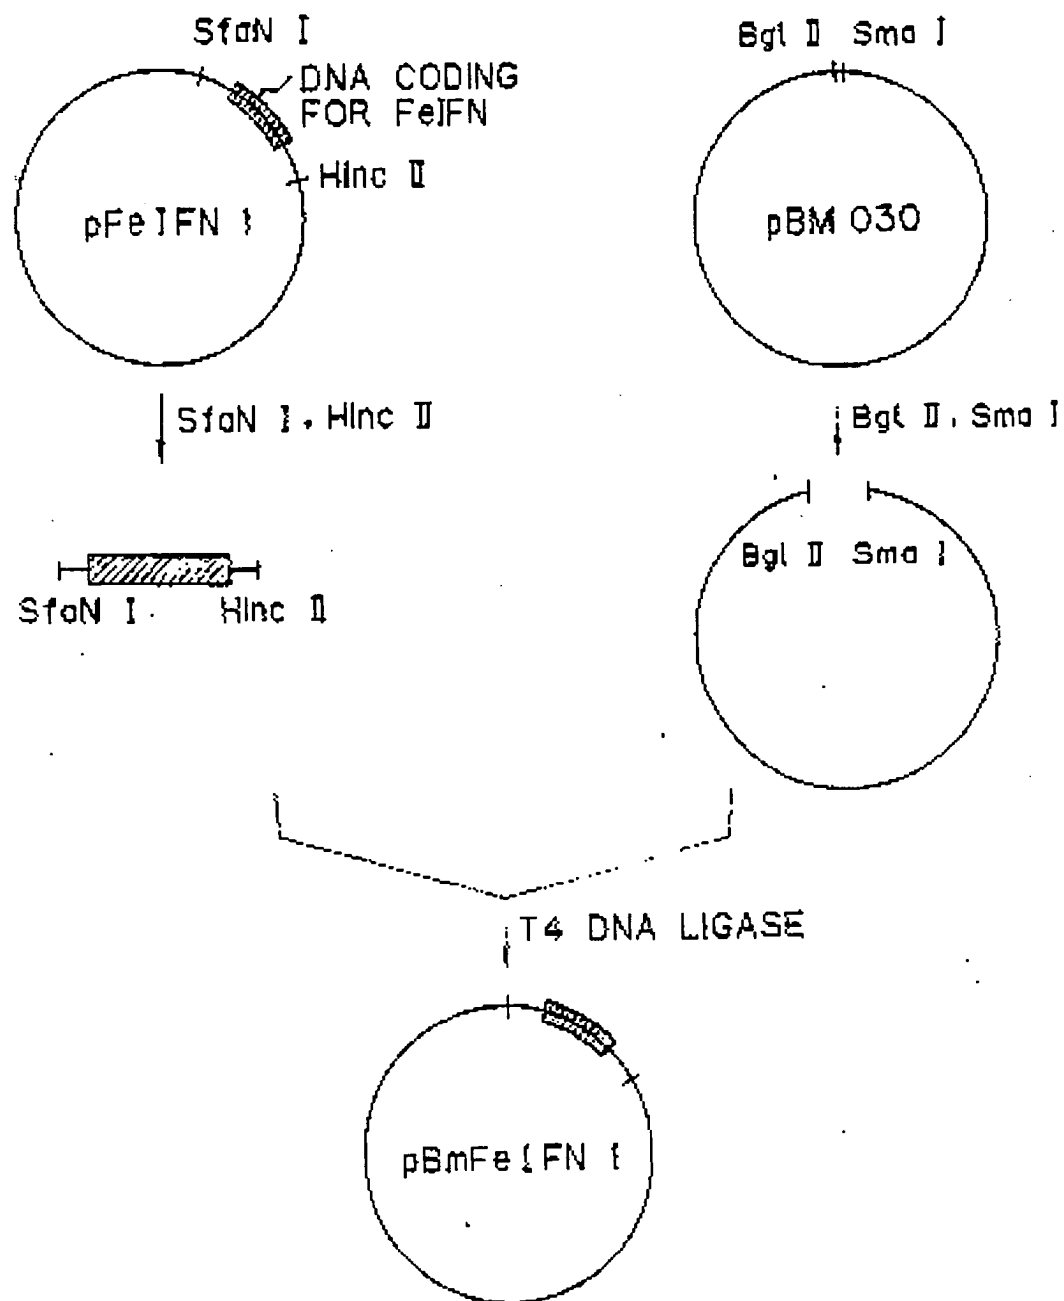 SfaN I
DNA CODING
FOR FeIFN
Hinc II
pFeIFN 1
Bgl II Sma I
pBM 030
SfaN I, Hinc II
Bgl II, Sma I
SfaN I
Hinc II
Bgl II Sma I
T4 DNA LIGASE
pBmFeIFN 1